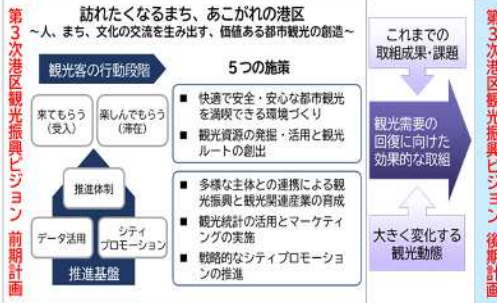 第３次港区観光振興ビジョン 前期計画
訪れたくなるまち、あこがれの港区
～人、まち、文化の交流を生み出す、価値ある都市観光の創造～
観光客の行動段階
来てもらう
（受入）
楽しんでもらう
（滞在）
推進体制
データ活用
シティ
プロモーション
推進基盤
５つの施策
■ 快適で安全・安心な都市観光
を満喫できる環境づくり
■ 観光資源の発掘・活用と観光
ルートの創出
■ 多様な主体との連携による観
光振興と観光関連産業の育成
■ 観光統計の活用とマーケティ
ングの実施
■ 戦略的なシティプロモーショ
ンの推進
これまでの
取組成果・課題
観光需要の
回復に向けた
効果的な取組
大きく変化する
観光動態
第３次港区観光振興ビジョン 後期計画